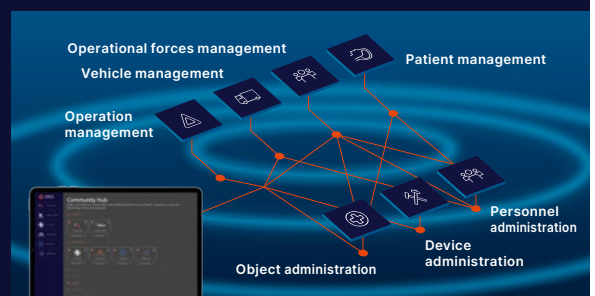 Operational forces management
Patient management
Vehicle management
Operation
management
Personnel
administration
Device
administration
Object administration
Community Hub